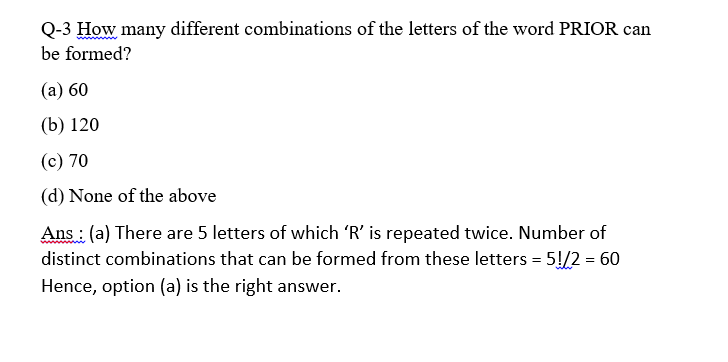 Q-3 How many different combinations of the letters of the word PRIOR can
be formed?
(a) 60
(b) 120
(c) 70
(d) None of the above
Ans : (a) There are 5 letters of which ‘R’ is repeated twice. Number of
distinct combinations that can be formed from these letters = 5!/2 = 60
Hence, option (a) is the right answer.